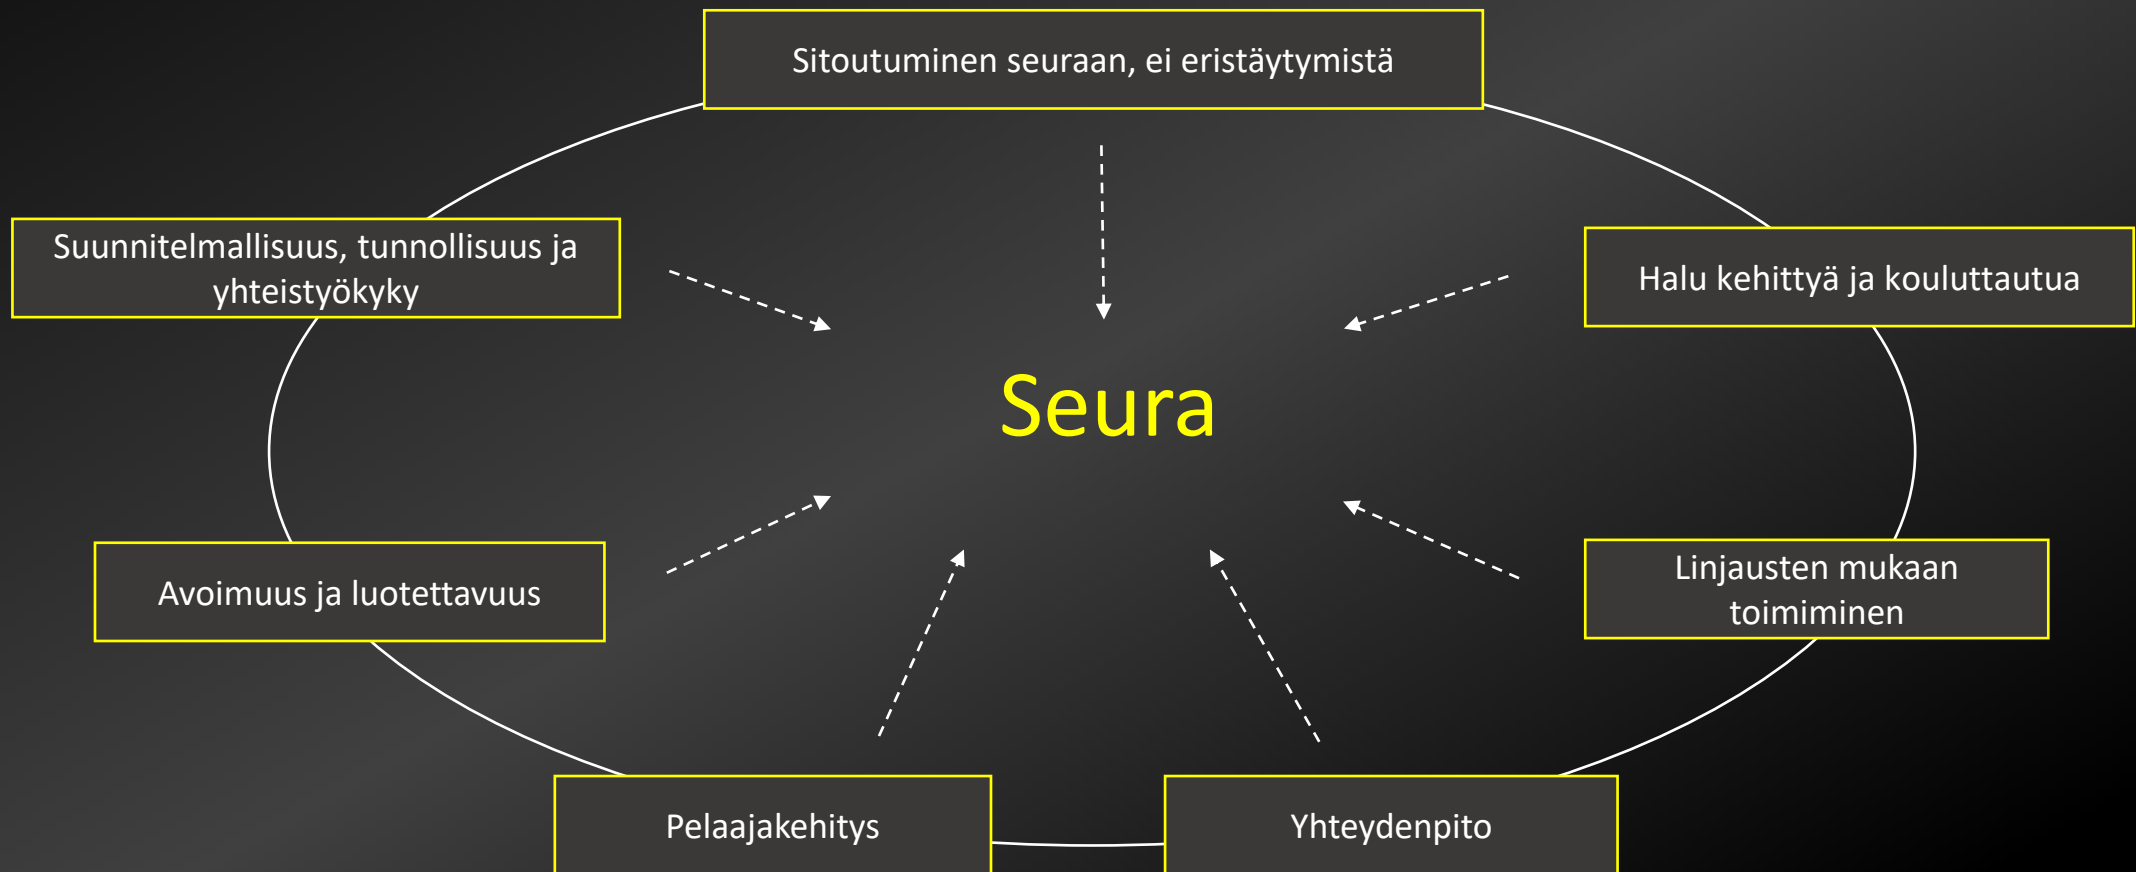 Sitoutuminen seuraan, ei eristäytymistä
Suunnitelmallisuus, tunnollisuus ja
yhteistyökyky
Halu kehittyä ja kouluttautua
Seura
Avoimuus ja luotettavuus
Linjausten mukaan
toimiminen
Pelaajakehitys
Yhteydenpito